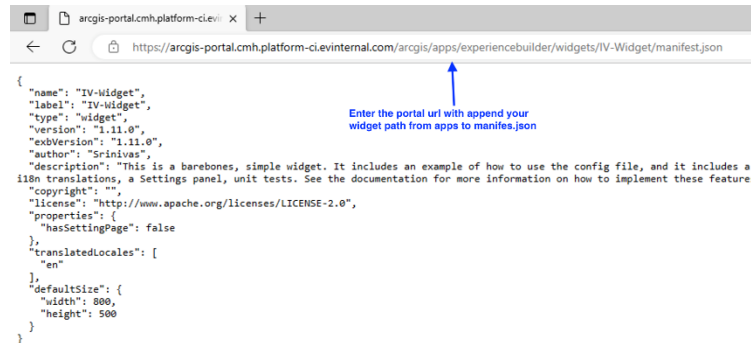 arcgis-portal.cmh.platform-ci.evin
https://arcgis-portal.cmh.platform-ci.evinternal.com/arcgis/apps/experiencebuilder/widgets/IV-Widget/manifest.json
{
"name": "IV-Widget",
"label": "IV-Widget",
"type": "widget",
"version": "1.11.0",
"exbVersion": "1.11.0",
"author": "Srinivas",
"description": "This is a barebones, simple widget. It includes an example of how to use the config file, and it includes a
i18n translations, a Settings panel, unit tests. See the documentation for more information on how to implement these feature
"copyright": "",
"license": "http://www.apache.org/licenses/LICENSE-2.0",
"properties": {
"hasSettingPage": false
},
"translatedLocales": [
"en"
],
"defaultSize": {
"width": 800,
"height": 500
}
}
Enter the portal url with append your
widget path from apps to manifes.json